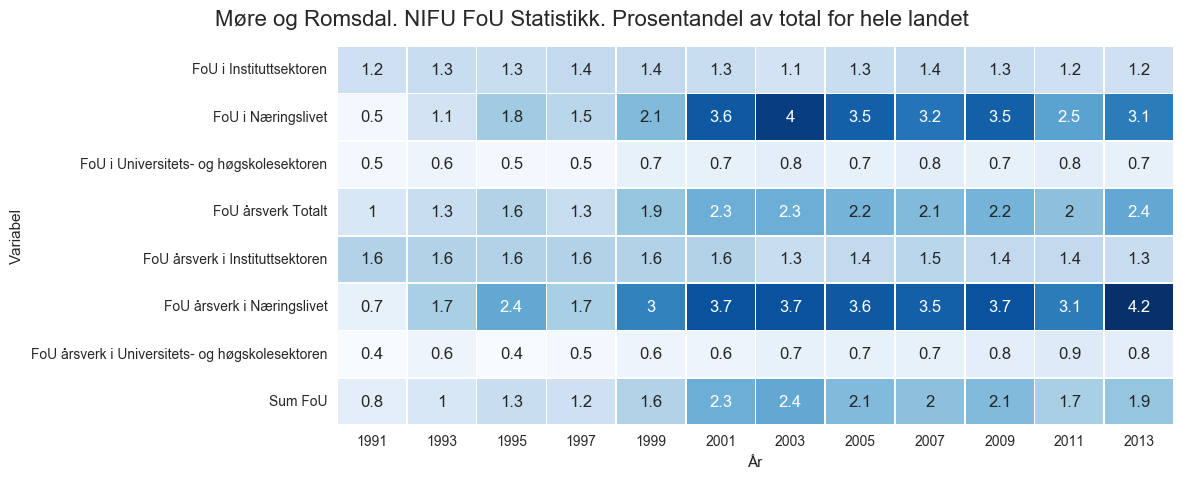 Møre og Romsdal. NIFU FoU Statistikk. Prosentandel av total for hele landet
FoU i Instituttsektoren 1.2 1.3 1.3 1.4 1.4 1.3 1.1 1.3 1.4 1.3 1.2 1.2
FoU i Næringslivet 0.5 1.1 1.8 1.5 2.1 3.6 4 3.5 3.2 3.5 2.5 3.1
FoU i Universitets- og høgskolesektoren 0.5 0.6 0.5 0.5 0.7 0.7 0.8 0.7 0.8 0.7 0.8 0.7
FoU årsverk Totalt 1 1.3 1.6 1.3 1.9 2.3 2.3 2.2 2.1 2.2 2 2.4
Variabel
FoU årsverk i Instituttsektoren 1.6 1.6 1.6 1.6 1.6 1.6 1.3 1.4 1.5 1.4 1.4 1.3
FoU årsverk i Næringslivet 0.7 1.7 2.4 1.7 3 3.7 3.7 3.6 3.5 3.7 3.1 4.2
FoU årsverk i Universitets- og høgskolesektoren 0.4 0.6 0.4 0.5 0.6 0.6 0.7 0.7 0.7 0.8 0.9 0.8
Sum FoU 0.8 1 1.3 1.2 1.6 2.3 2.4 2.1 2 2.1 1.7 1.9
1991 1993 1995 1997 1999 2001 2003 2005 2007 2009 2011 2013
År